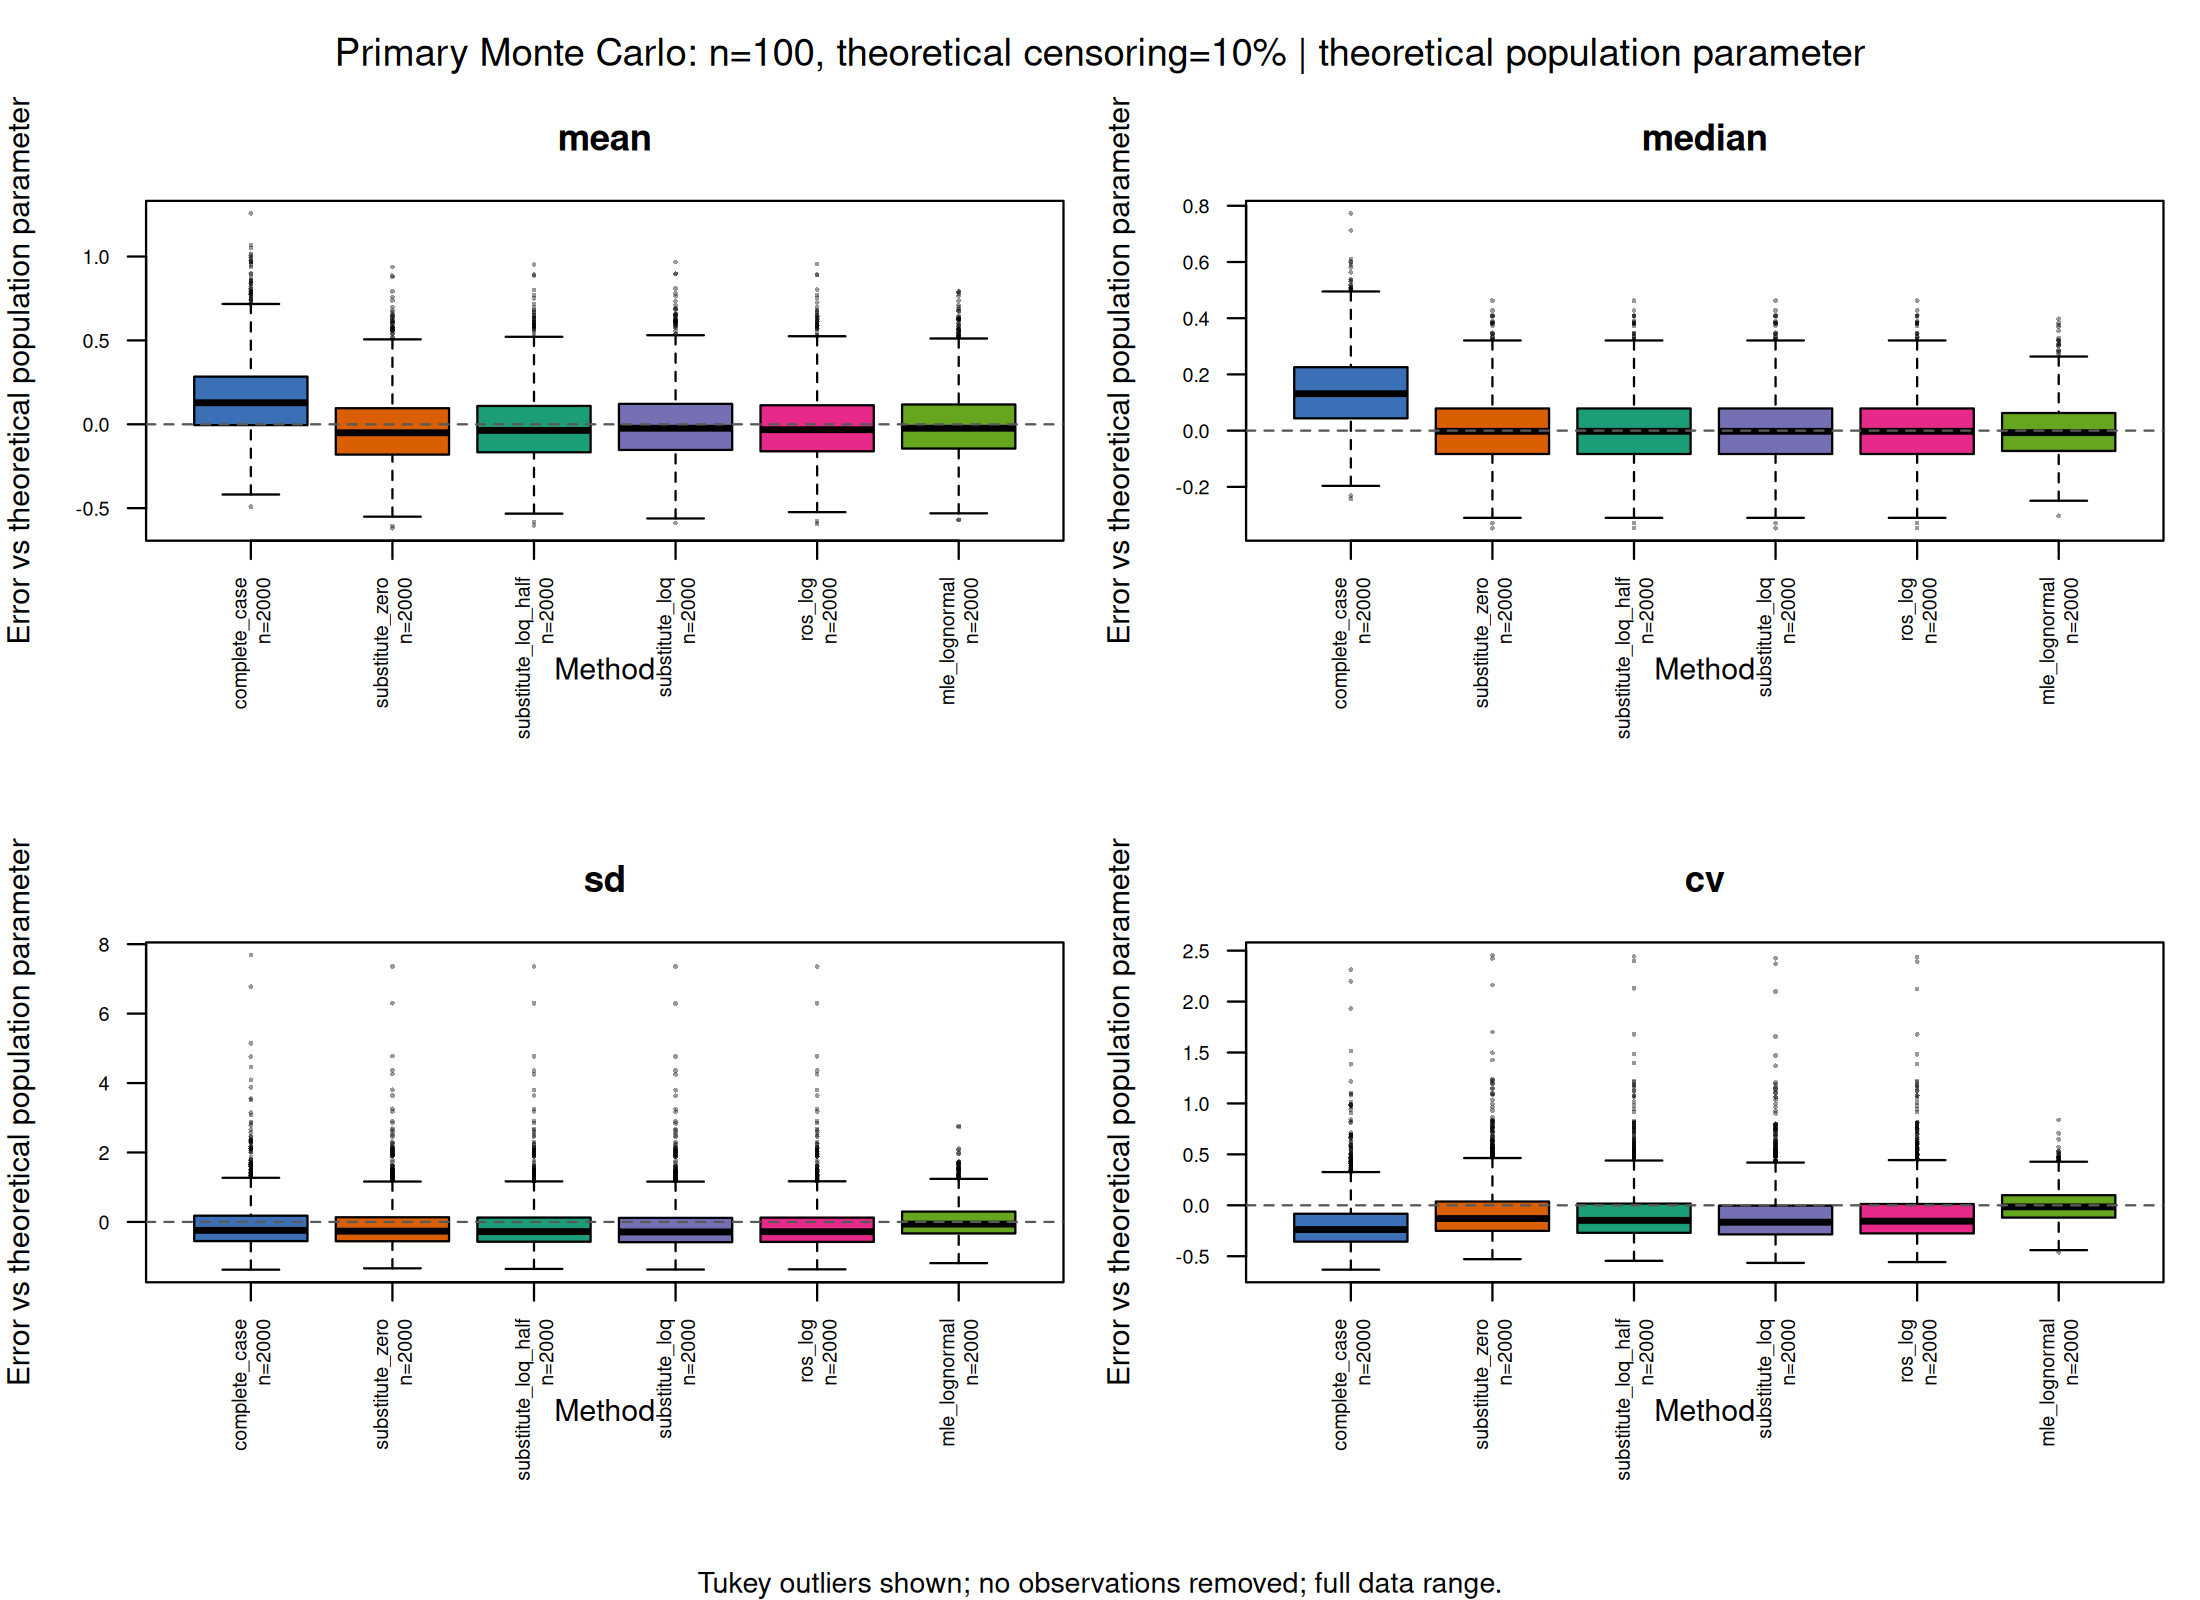 Primary Monte Carlo: n=100, theoretical censoring=10% | theoretical population parameter
mean
Error vs theoretical population parameter
1.0
0.5
0.0
-0.5
complete_case
n=2000
substitute_zero
n=2000
substitute_loq_half
n=2000
substitute_loq
n=2000
ros_log
n=2000
mle_lognormal
n=2000
Method
median
Error vs theoretical population parameter
0.8
0.6
0.4
0.2
0.0
-0.2
complete_case
n=2000
substitute_zero
n=2000
substitute_loq_half
n=2000
substitute_loq
n=2000
ros_log
n=2000
mle_lognormal
n=2000
Method
sd
Error vs theoretical population parameter
8
6
4
2
0
complete_case
n=2000
substitute_zero
n=2000
substitute_loq_half
n=2000
substitute_loq
n=2000
ros_log
n=2000
mle_lognormal
n=2000
Method
cv
Error vs theoretical population parameter
2.5
2.0
1.5
1.0
0.5
0.0
-0.5
complete_case
n=2000
substitute_zero
n=2000
substitute_loq_half
n=2000
substitute_loq
n=2000
ros_log
n=2000
mle_lognormal
n=2000
Method
Tukey outliers shown; no observations removed; full data range.